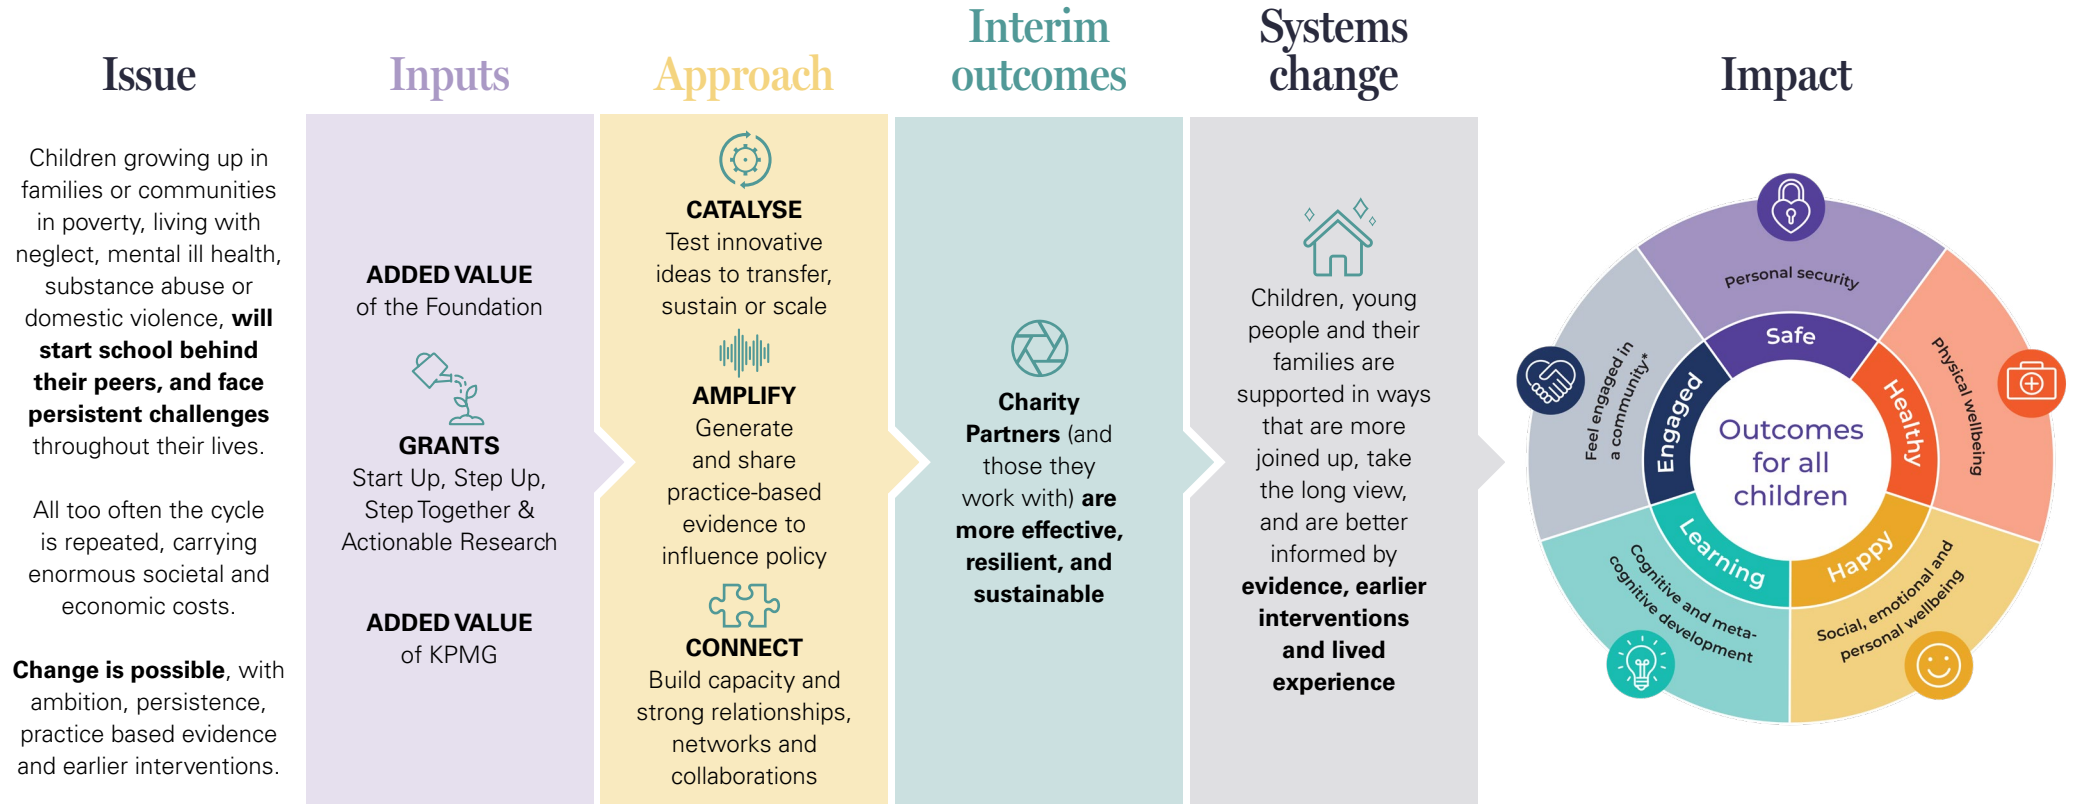 Issue
Children growing up in
families or communities
in poverty, living with
neglect, mental ill health,
substance abuse or
domestic violence, will
start school behind
their peers, and face
persistent challenges
throughout their lives.
All too often the cycle
is repeated, carrying
enormous societal and
economic costs.
Change is possible, with
ambition, persistence,
practice based evidence
and earlier interventions.
Inputs
ADDED VALUE
of the Foundation
GRANTS
Start Up, Step Up,
Step Together &
Actionable Research
ADDED VALUE
of KPMG
Approach
CATALYSE
Test innovative
ideas to transfer,
sustain or scale
AMPLIFY
Generate
and share
practice-based
evidence to
influence policy
CONNECT
Build capacity and
strong relationships,
networks and
collaborations
Interim
outcomes
Charity
Partners (and
those they
work with) are
more effective,
resilient, and
sustainable
Systems
change
Children, young
people and their
families are
supported in ways
that are more
joined up, take
the long view,
and are better
informed by
evidence, earlier
interventions
and lived
experience
Impact
Personal security
Safe
Physical wellbeing
Healthy
Social, emotional and
personal wellbeing
Happy
Cognitive and meta-
cognitive development
Learning
Feel engaged in
a community*
Engaged
Outcomes
for all
children